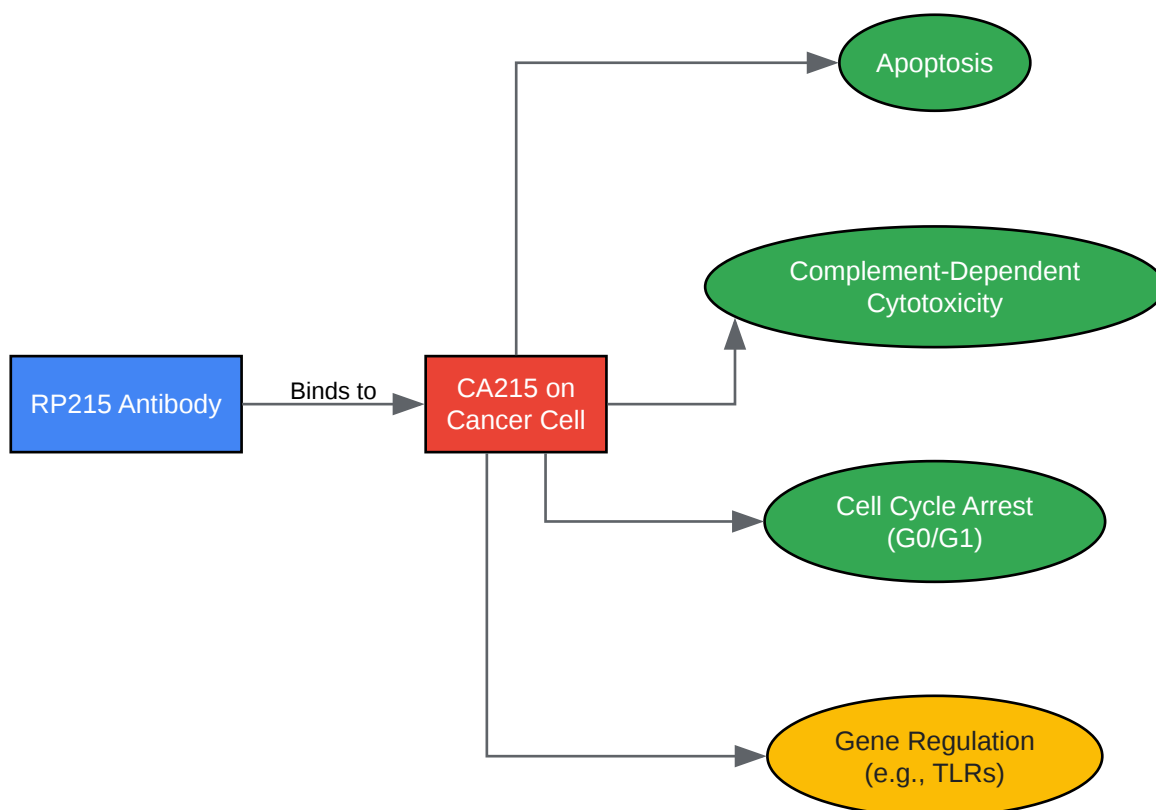 Apoptosis
Complement-Dependent
Cytotoxicity
RP215 Antibody
Binds to
CA215 on
Cancer Cell
Cell Cycle Arrest
(G0/G1)
Gene Regulation
(e.g., TLRs)